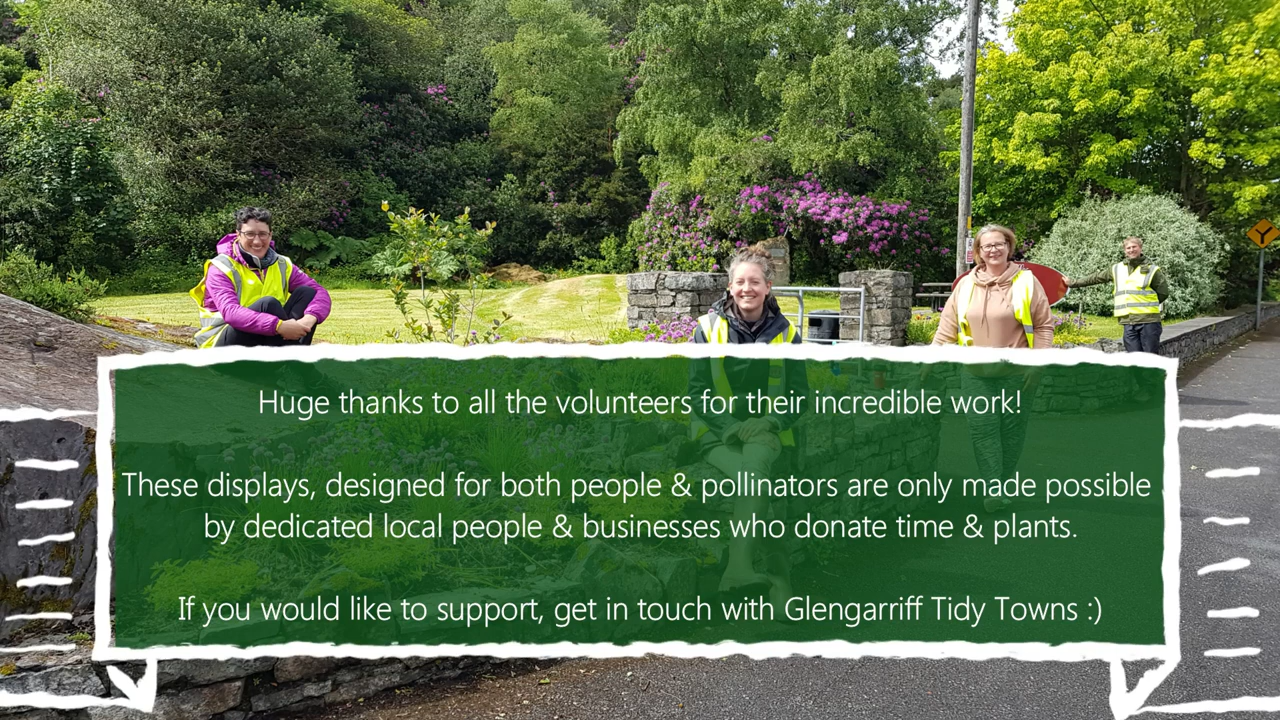 Huge thanks to all the volunteers for their incredible work!
These displays, designed for both people & pollinators are only made possible
by dedicated local people & businesses who donate time & plants.
If you would like to support, get in touch with Glengarriff Tidy Towns :)